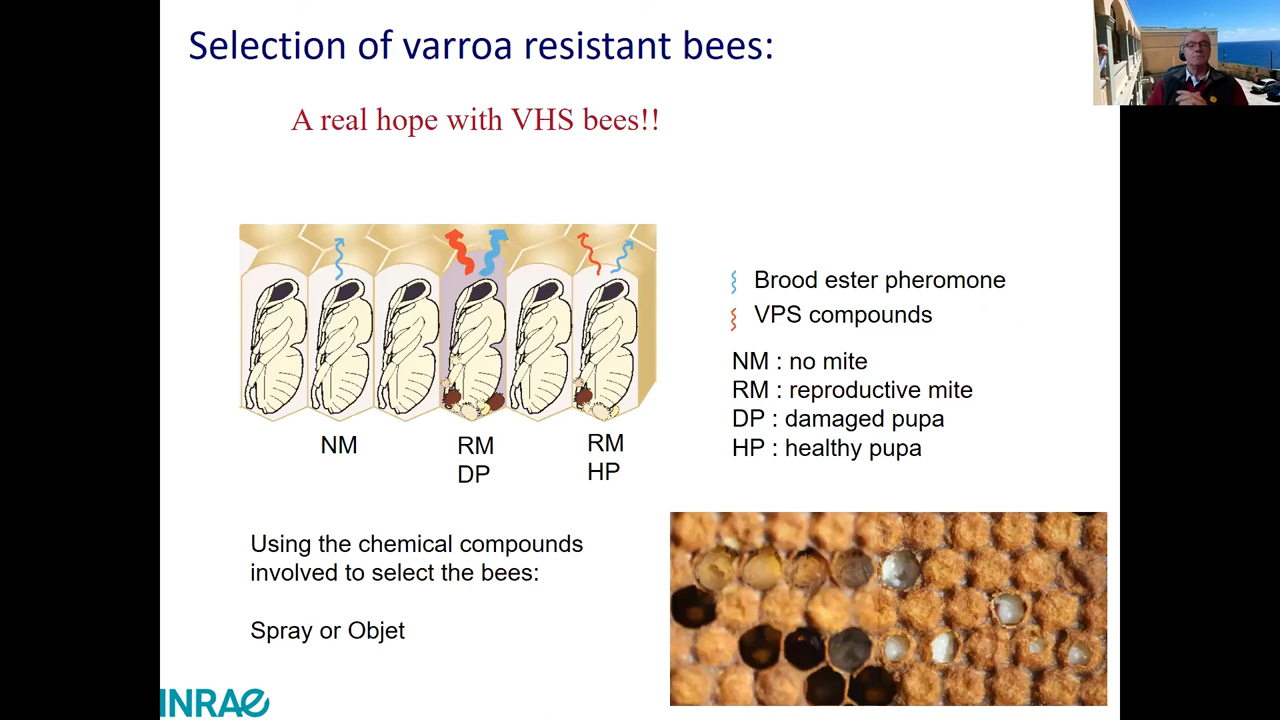 Selection of varroa resistant bees:
A real hope with VHS bees!!
Brood ester pheromone
VPS compounds
NM : no mite
RM : reproductive mite
DP : damaged pupa
HP : healthy pupa
NM
RM
DP
RM
HP
Using the chemical compounds
involved to select the bees:
Spray or Objet
INRAE